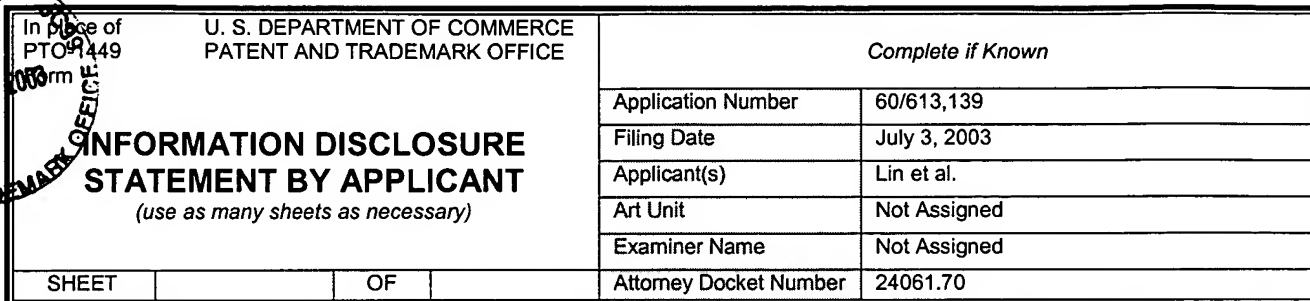 In place of U. S. DEPARTMENT OF COMMERCE
PTO-1449 PATENT AND TRADEMARK OFFICE
Form
INFORMATION DISCLOSURE
STATEMENT BY APPLICANT
(use as many sheets as necessary)
SHEET OF
Complete if Known
Application Number 60/613,139
Filing Date July 3, 2003
Applicant(s) Lin et al.
Art Unit Not Assigned
Examiner Name Not Assigned
Attorney Docket Number 24061.70